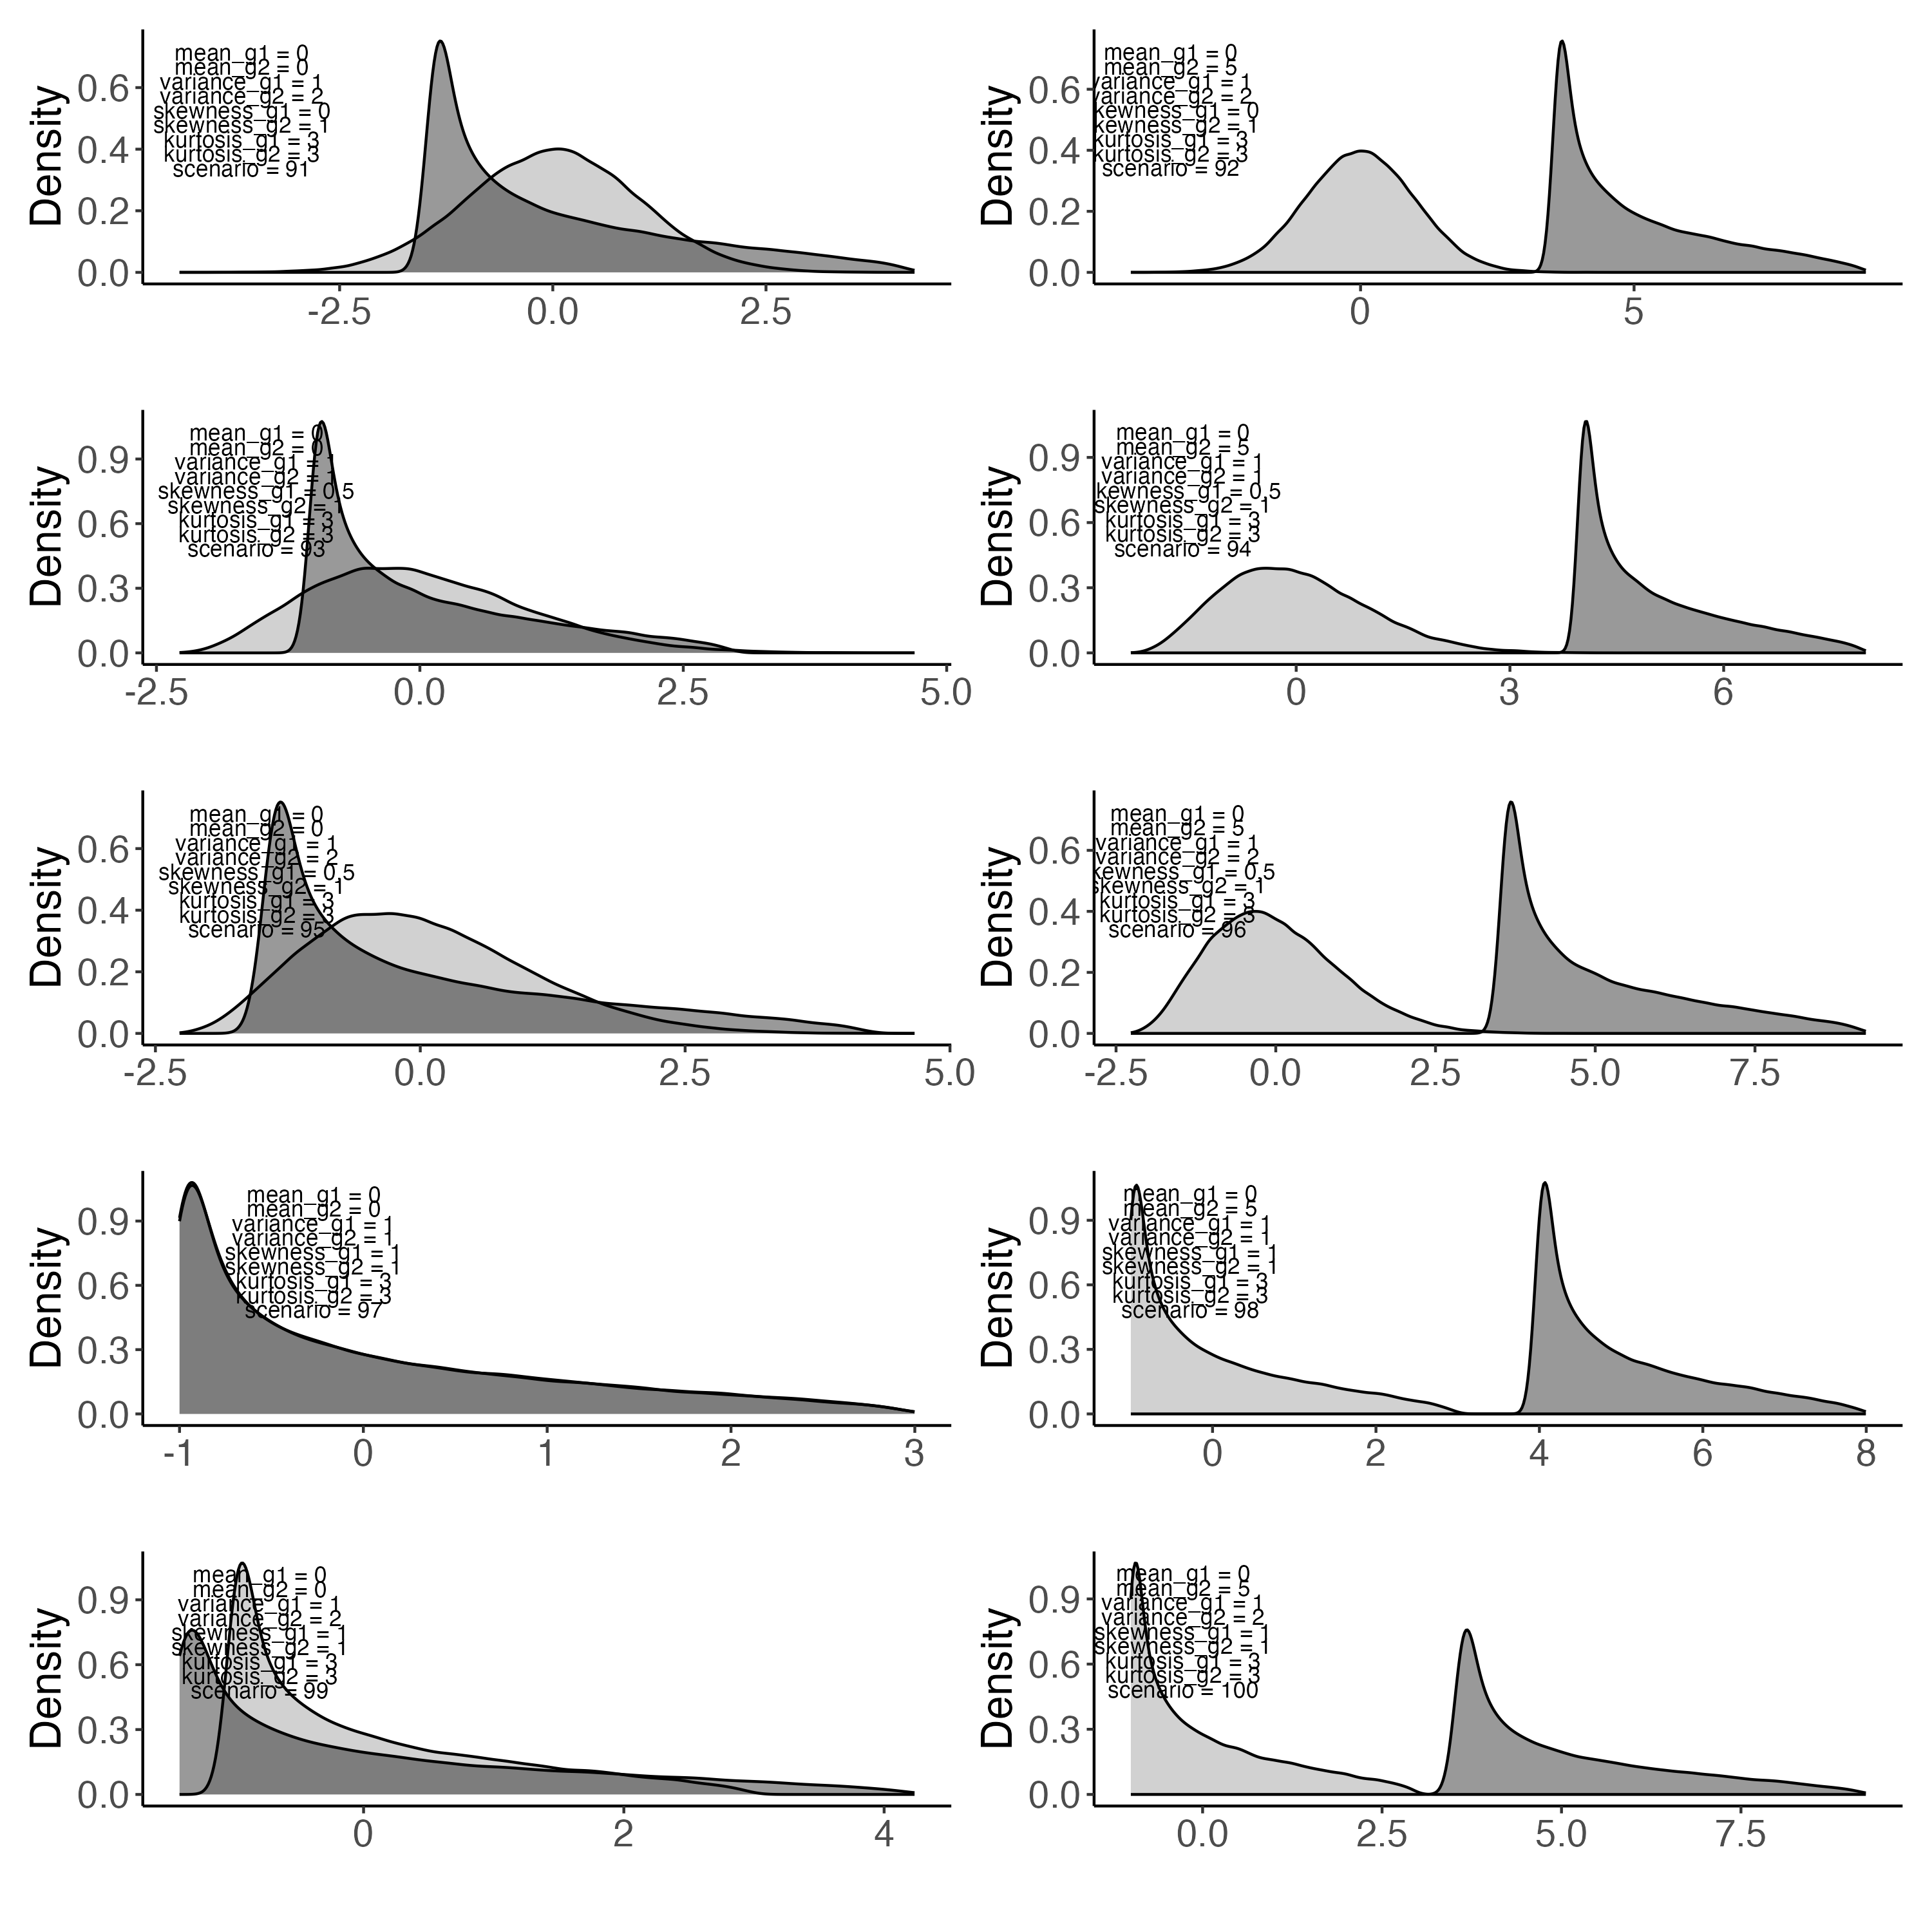 Density
mean_g1 = 0
mean_g2 = 0
variance_g1 = 1
variance_g2 = 2
skewness_g1 = 0
skewness_g2 = 1
kurtosis_g1 = 3
kurtosis_g2 = 3
scenario = 91
0.6
0.4
0.2
0.0
-2.5 0.0 2.5
Density
mean_g1 = 0
mean_g2 = 5
variance_g1 = 1
variance_g2 = 2
skewness_g1 = 0
skewness_g2 = 1
kurtosis_g1 = 3
kurtosis_g2 = 3
scenario = 92
0.6
0.4
0.2
0.0
0 5
Density
mean_g1 = 0
mean_g2 = 0
variance_g1 = 1
variance_g2 = 1
skewness_g1 = 0.5
skewness_g2 = 1
kurtosis_g1 = 3
kurtosis_g2 = 3
scenario = 93
0.9
0.6
0.3
0.0
-2.5 0.0 2.5 5.0
Density
mean_g1 = 0
mean_g2 = 5
variance_g1 = 1
variance_g2 = 1
skewness_g1 = 0.5
skewness_g2 = 1
kurtosis_g1 = 3
kurtosis_g2 = 3
scenario = 94
0.9
0.6
0.3
0.0
0 3 6
Density
mean_g1 = 0
mean_g2 = 0
variance_g1 = 1
variance_g2 = 2
skewness_g1 = 0.5
skewness_g2 = 1
kurtosis_g1 = 3
kurtosis_g2 = 3
scenario = 95
0.6
0.4
0.2
0.0
-2.5 0.0 2.5 5.0
Density
mean_g1 = 0
mean_g2 = 5
variance_g1 = 1
variance_g2 = 2
skewness_g1 = 0.5
skewness_g2 = 1
kurtosis_g1 = 3
kurtosis_g2 = 3
scenario = 96
0.6
0.4
0.2
0.0
-2.5 0.0 2.5 5.0 7.5
Density
mean_g1 = 0
mean_g2 = 0
variance_g1 = 1
variance_g2 = 1
skewness_g1 = 1
skewness_g2 = 1
kurtosis_g1 = 3
kurtosis_g2 = 3
scenario = 97
0.9
0.6
0.3
0.0
-1 0 1 2 3
Density
mean_g1 = 0
mean_g2 = 5
variance_g1 = 1
variance_g2 = 1
skewness_g1 = 1
skewness_g2 = 1
kurtosis_g1 = 3
kurtosis_g2 = 3
scenario = 98
0.9
0.6
0.3
0.0
0 2 4 6 8
Density
mean_g1 = 0
mean_g2 = 0
variance_g1 = 1
variance_g2 = 2
skewness_g1 = 1
skewness_g2 = 1
kurtosis_g1 = 3
kurtosis_g2 = 3
scenario = 99
0.9
0.6
0.3
0.0
0 2 4
Density
mean_g1 = 0
mean_g2 = 5
variance_g1 = 1
variance_g2 = 2
skewness_g1 = 1
skewness_g2 = 1
kurtosis_g1 = 3
kurtosis_g2 = 3
scenario = 100
0.9
0.6
0.3
0.0
0.0 2.5 5.0 7.5